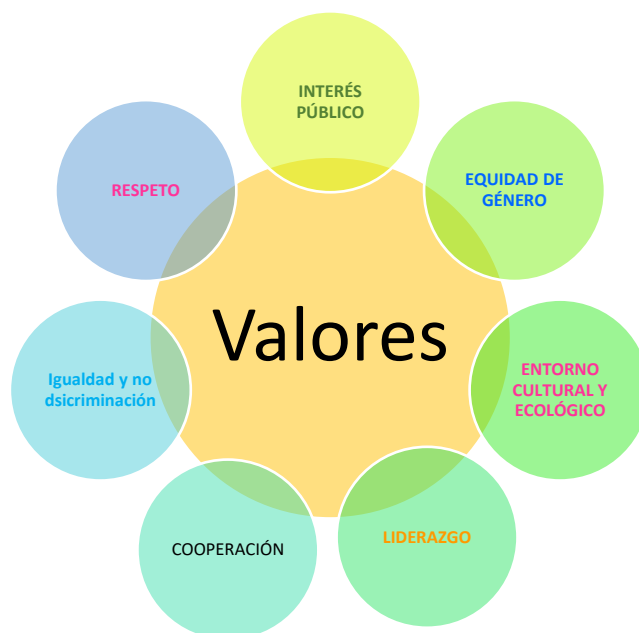 INTERÉS
PÚBLICO
EQUIDAD DE
GÉNERO
ENTORNO
CULTURAL Y
ECOLÓGICO
LIDERAZGO
COOPERACIÓN
Igualdad y no
dsicriminación
RESPETO
Valores